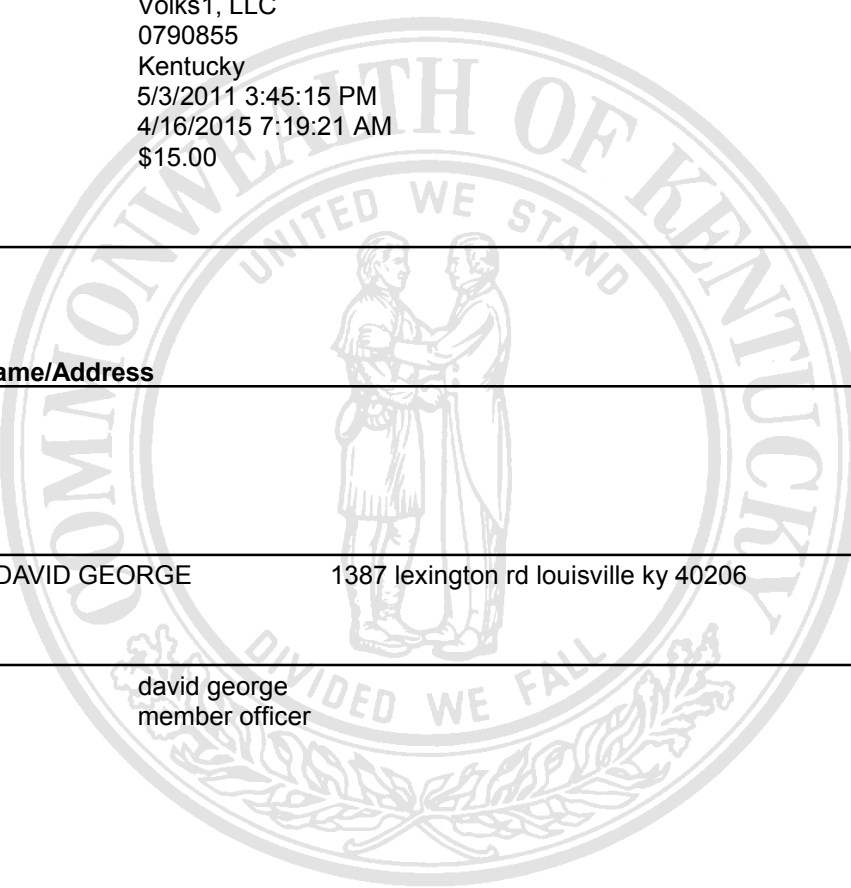 Volks1, LLC
0790855
Kentucky
5/3/2011 3:45:15 PM
4/16/2015 7:19:21 AM
$15.00
ame/Address
DAVID GEORGE 1387 lexington rd louisville ky 40206
david george
member officer
COMMONWEALTH OF KENTUCKY
UNITED WE STAND
DIVIDED WE FALL